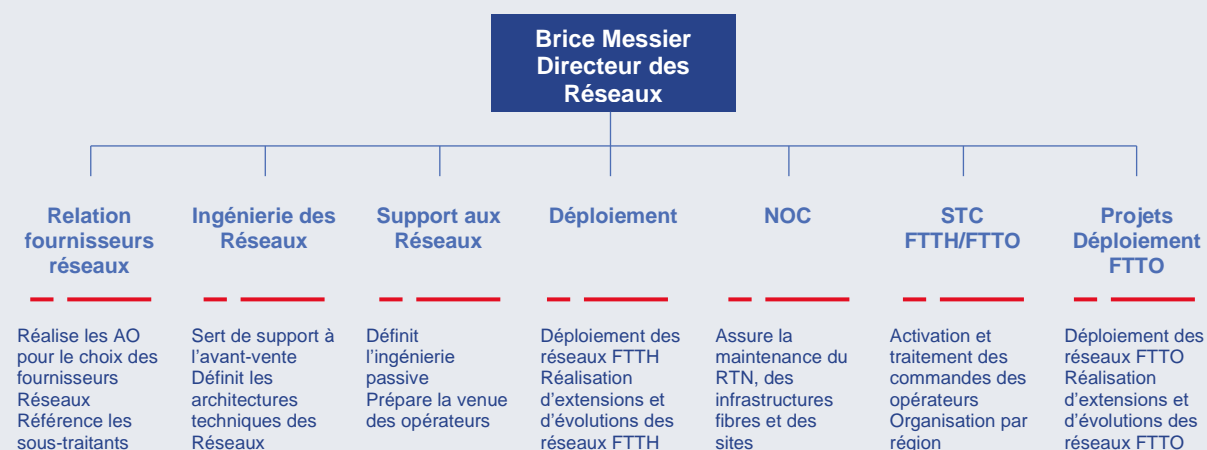 Brice Messier
Directeur des
Réseaux
Relation
fournisseurs
réseaux
Réalise les AO
pour le choix des
fournisseurs
Réseaux
Référence les
sous-traitants
Ingénierie des
Réseaux
Sert de support à
l'avant-vente
Définit les
architectures
techniques des
Réseaux
Support aux
Réseaux
Définit
l'ingénierie
passive
Prépare la venue
des opérateurs
Déploiement
Déploiement des
réseaux FTTH
Réalisation
d'extensions et
d'évolutions des
réseaux FTTH
NOC
Assure la
maintenance du
RTN, des
infrastructures
fibres et des
sites
STC
FTTH/FTTO
Activation et
traitement des
commandes des
opérateurs
Organisation par
région
Projets
Déploiement
FTTO
Déploiement des
réseaux FTTO
Réalisation
d'extensions et
d'évolutions des
réseaux FTTO